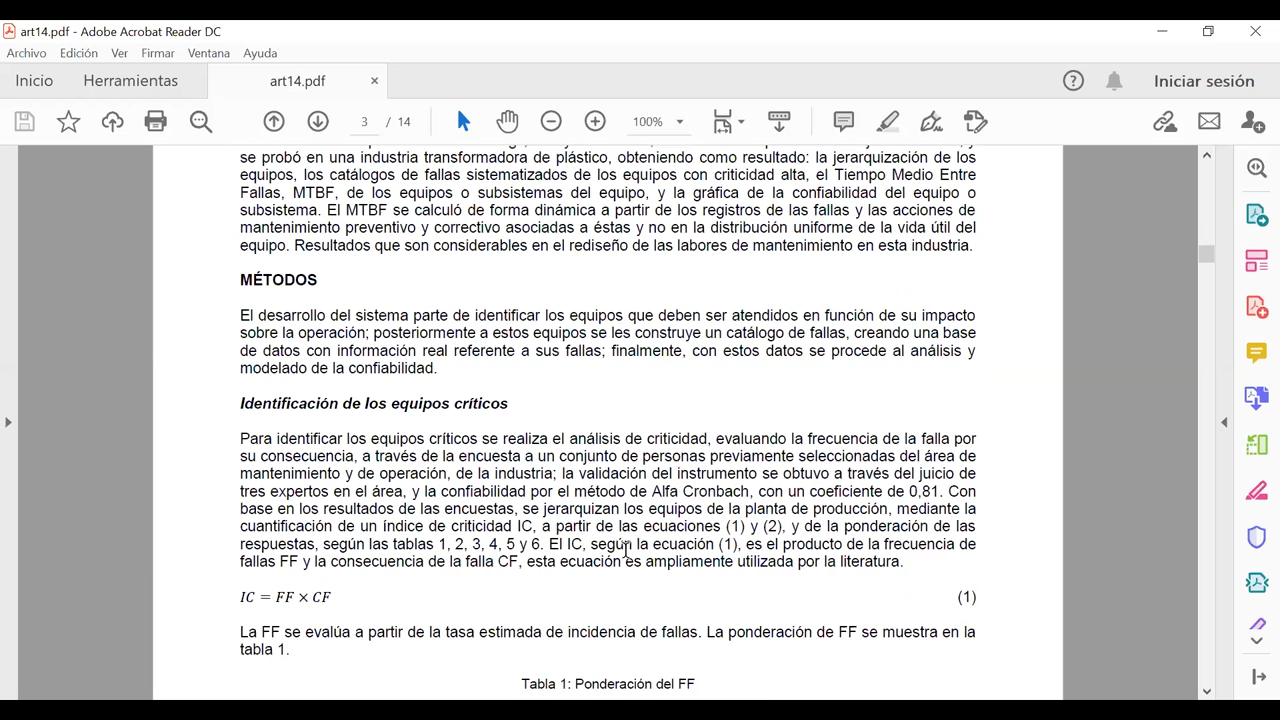 art14.pdf - Adobe Acrobat Reader DC
Archivo Edición Ver Firmar Ventana Ayuda
Inicio Herramientas art14.pdf × Iniciar sesión
3 / 14 100%
se probó en una industria transformadora de plástico, obteniendo como resultado: la jerarquización de los
equipos, los catálogos de fallas sistematizados de los equipos con criticidad alta, el Tiempo Medio Entre
Fallas, MTBF, de los equipos o subsistemas del equipo, y la gráfica de la confiabilidad del equipo o
subsistema. El MTBF se calculó de forma dinámica a partir de los registros de las fallas y las acciones de
mantenimiento preventivo y correctivo asociadas a éstas y no en la distribución uniforme de la vida útil del
equipo. Resultados que son considerables en el rediseño de las labores de mantenimiento en esta industria.
MÉTODOS
El desarrollo del sistema parte de identificar los equipos que deben ser atendidos en función de su impacto
sobre la operación; posteriormente a estos equipos se les construye un catálogo de fallas, creando una base
de datos con información real referente a sus fallas; finalmente, con estos datos se procede al análisis y
modelado de la confiabilidad.
Identificación de los equipos críticos
Para identificar los equipos críticos se realiza el análisis de criticidad, evaluando la frecuencia de la falla por
su consecuencia, a través de la encuesta a un conjunto de personas previamente seleccionadas del área de
mantenimiento y de operación, de la industria; la validación del instrumento se obtuvo a través del juicio de
tres expertos en el área, y la confiabilidad por el método de Alfa Cronbach, con un coeficiente de 0,81. Con
base en los resultados de las encuestas, se jerarquizan los equipos de la planta de producción, mediante la
cuantificación de un índice de criticidad IC, a partir de las ecuaciones (1) y (2), y de la ponderación de las
respuestas, según las tablas 1, 2, 3, 4, 5 y 6. El IC, según la ecuación (1), es el producto de la frecuencia de
fallas FF y la consecuencia de la falla CF, esta ecuación es ampliamente utilizada por la literatura.
IC = FF × CF (1)
La FF se evalúa a partir de la tasa estimada de incidencia de fallas. La ponderación de FF se muestra en la
tabla 1.
Tabla 1: Ponderación del FF